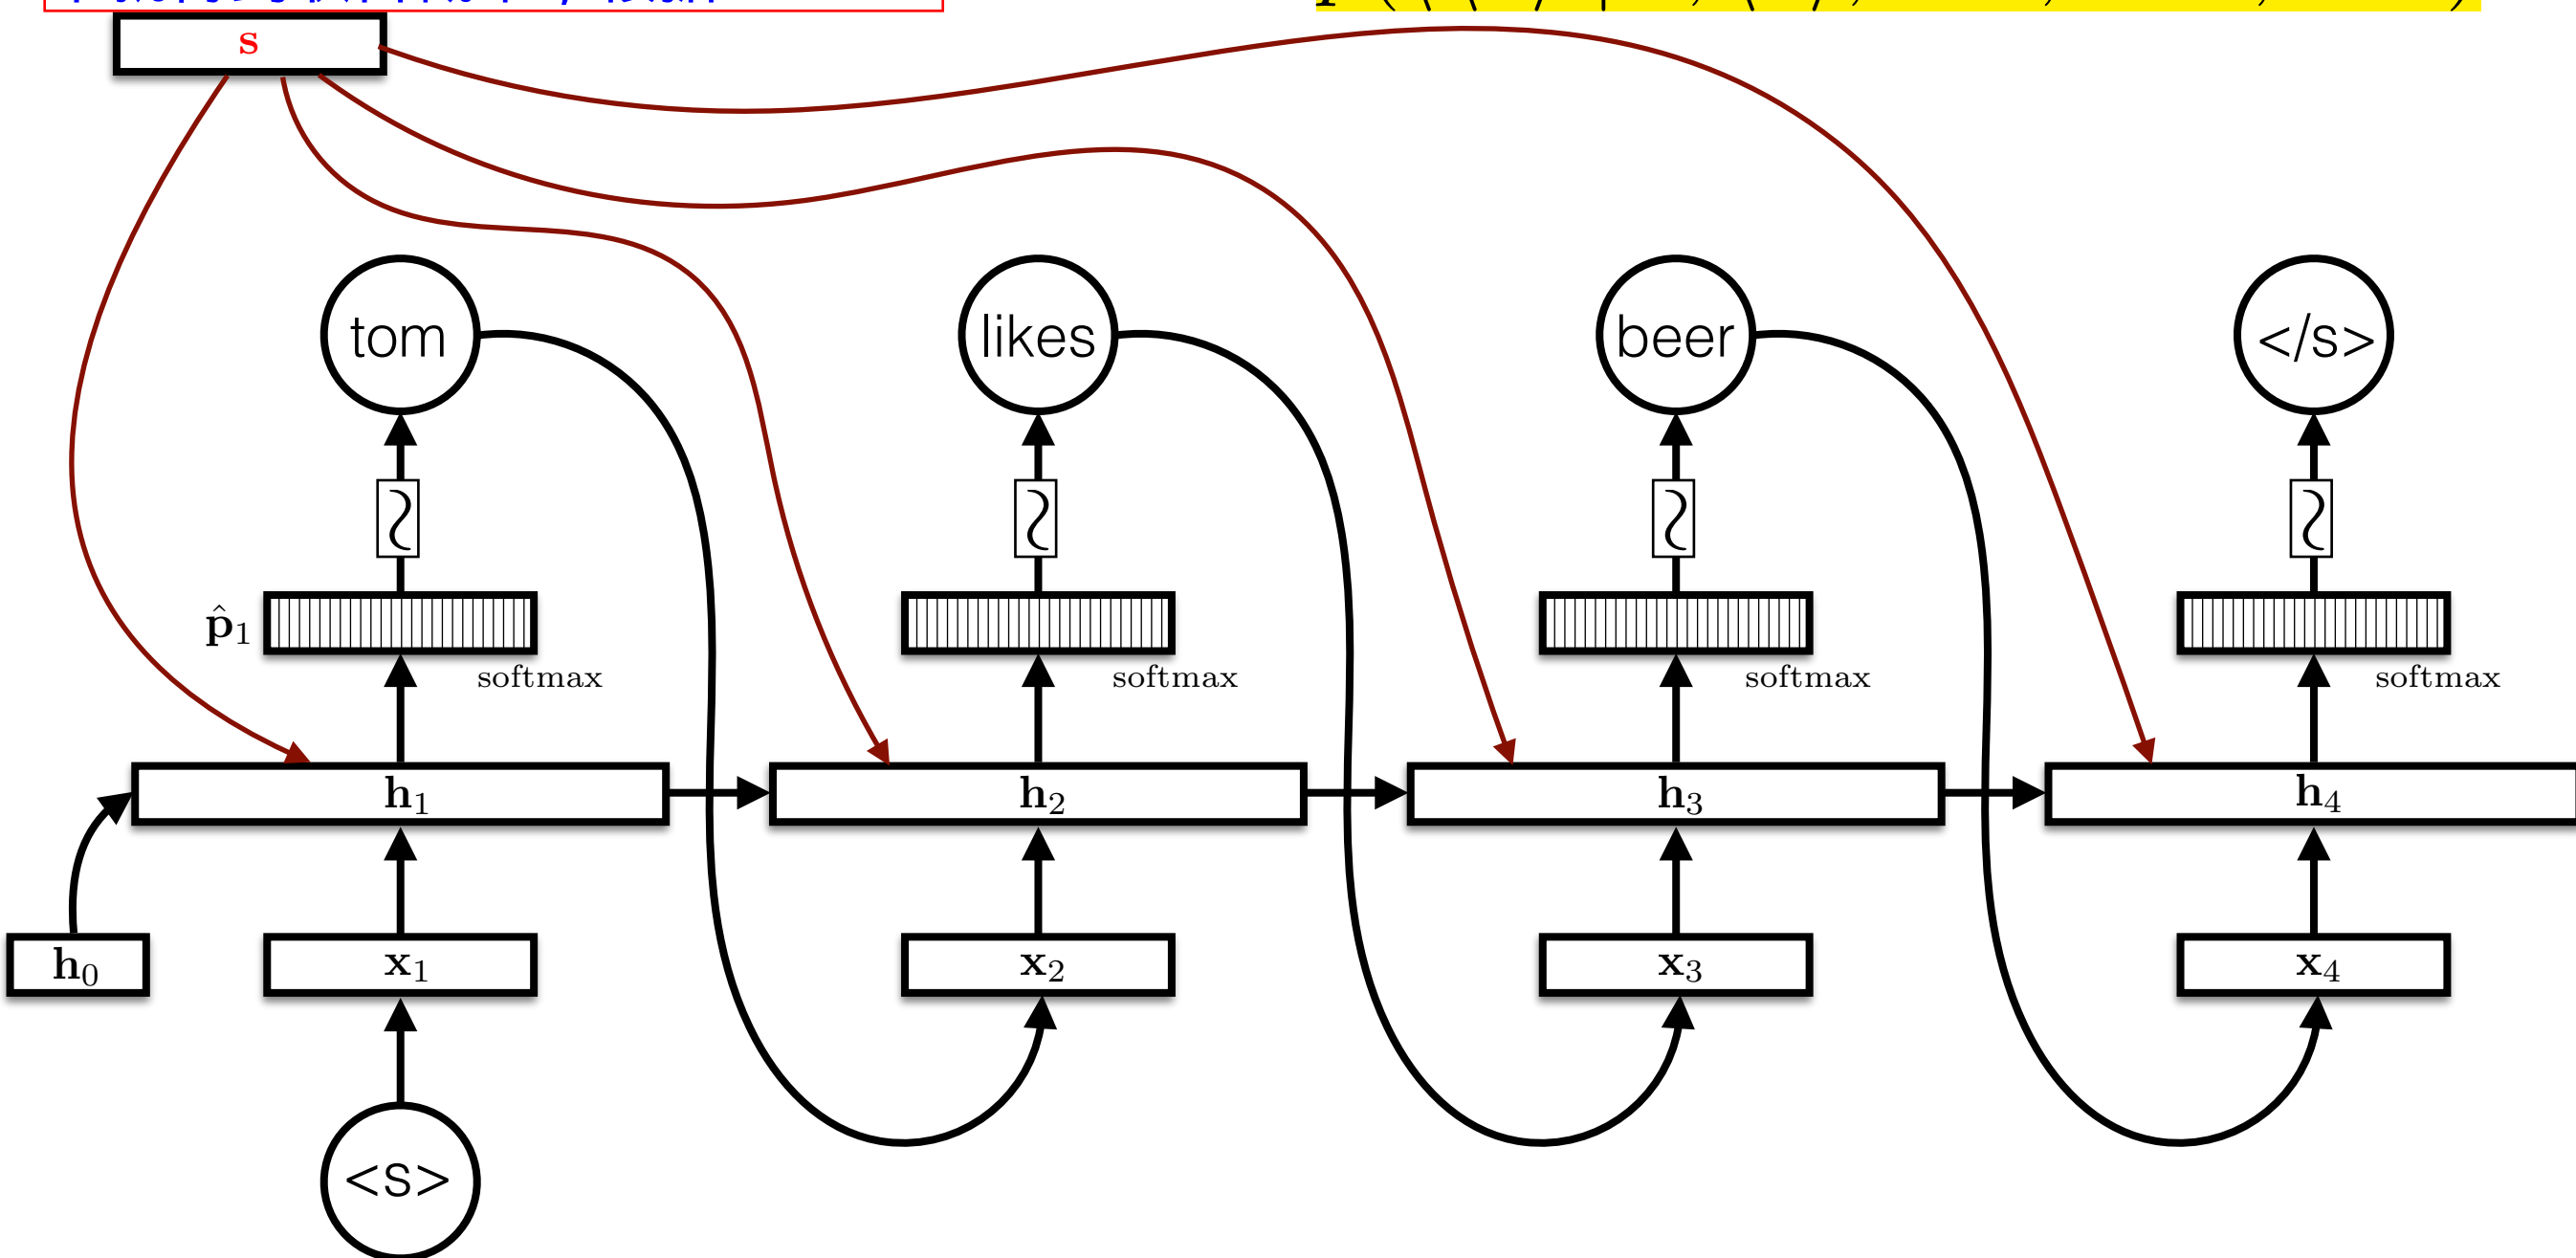 s
tom
likes
beer
</s>
p̂₁
softmax
softmax
softmax
softmax
h₁
h₂
h₃
h₄
h₀
x₁
x₂
x₃
x₄
<s>